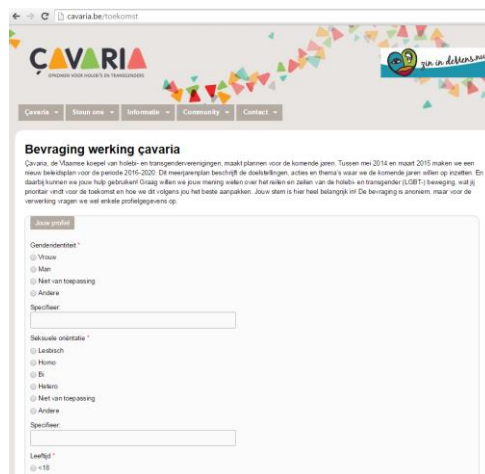 cavaria.be/toekomst
ÇAVARIA
OPKOMEN VOOR HOLEBI'S EN TRANSGENDERS
zin in debLens.nu
Çavaria
Steun ons
Informatie
Community
Contact
Bevraging werking çavaria
Çavaria, de Vlaamse koepel van holebi- en transgenderverenigingen, maakt plannen voor de komende jaren. Tussen mei 2014 en maart 2015 maken we een
nieuw beleidsplan voor de periode 2016-2020. Dit meerjarenplan beschrijft de doelstellingen, acties en thema's waar we de komende jaren willen op inzetten. En
daarbij kunnen we jouw hulp gebruiken! Graag willen we jouw mening weten over het reilen en zeilen van de holebi- en transgender (LGBT-) beweging, wat jij
prioritair vindt voor de toekomst en hoe we dit volgens jou het beste aanpakken. Jouw stem is hier heel belangrijk in! De bevraging is anoniem, maar voor de
verwerking vragen we wel enkele profielgegevens op.
Jouw profiel
Genderidentiteit *
Vrouw
Man
Niet van toepassing
Andere
Specifieer:
Seksuele oriëntatie *
Lesbisch
Homo
Bi
Hetero
Niet van toepassing
Andere
Specifieer:
Leeftijd *
<18